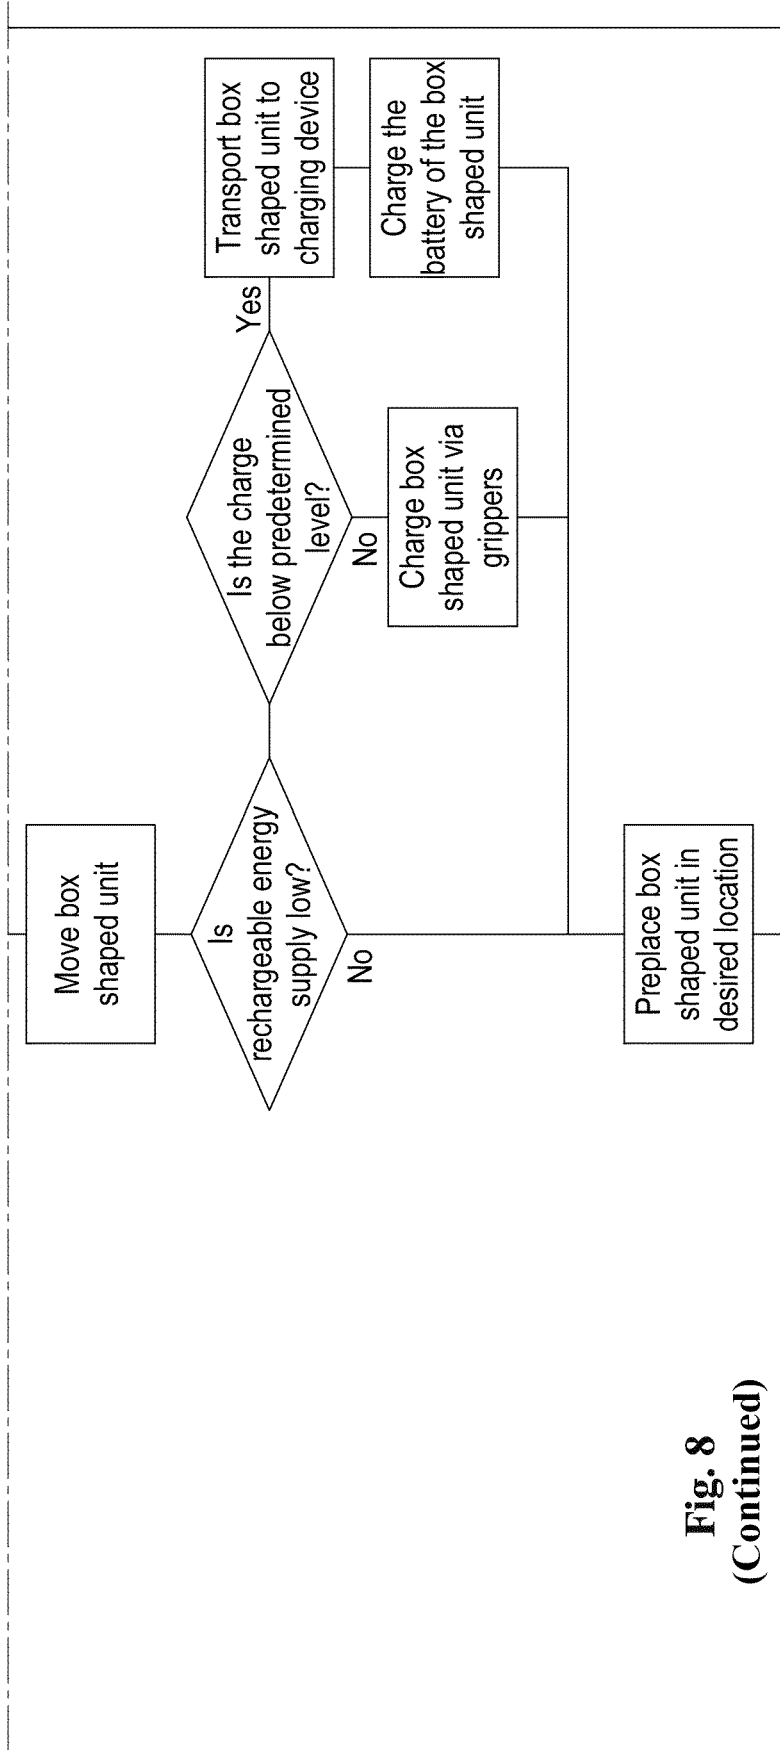 Move box
shaped unit
Is
rechargeable energy
supply low?
No
Is the charge
below predetermined
level?
Yes
No
Transport box
shaped unit to
charging device
Charge the
battery of the box
shaped unit
Charge box
shaped unit via
grippers
Preplace box
shaped unit in
desired location
Fig. 8
(Continued)